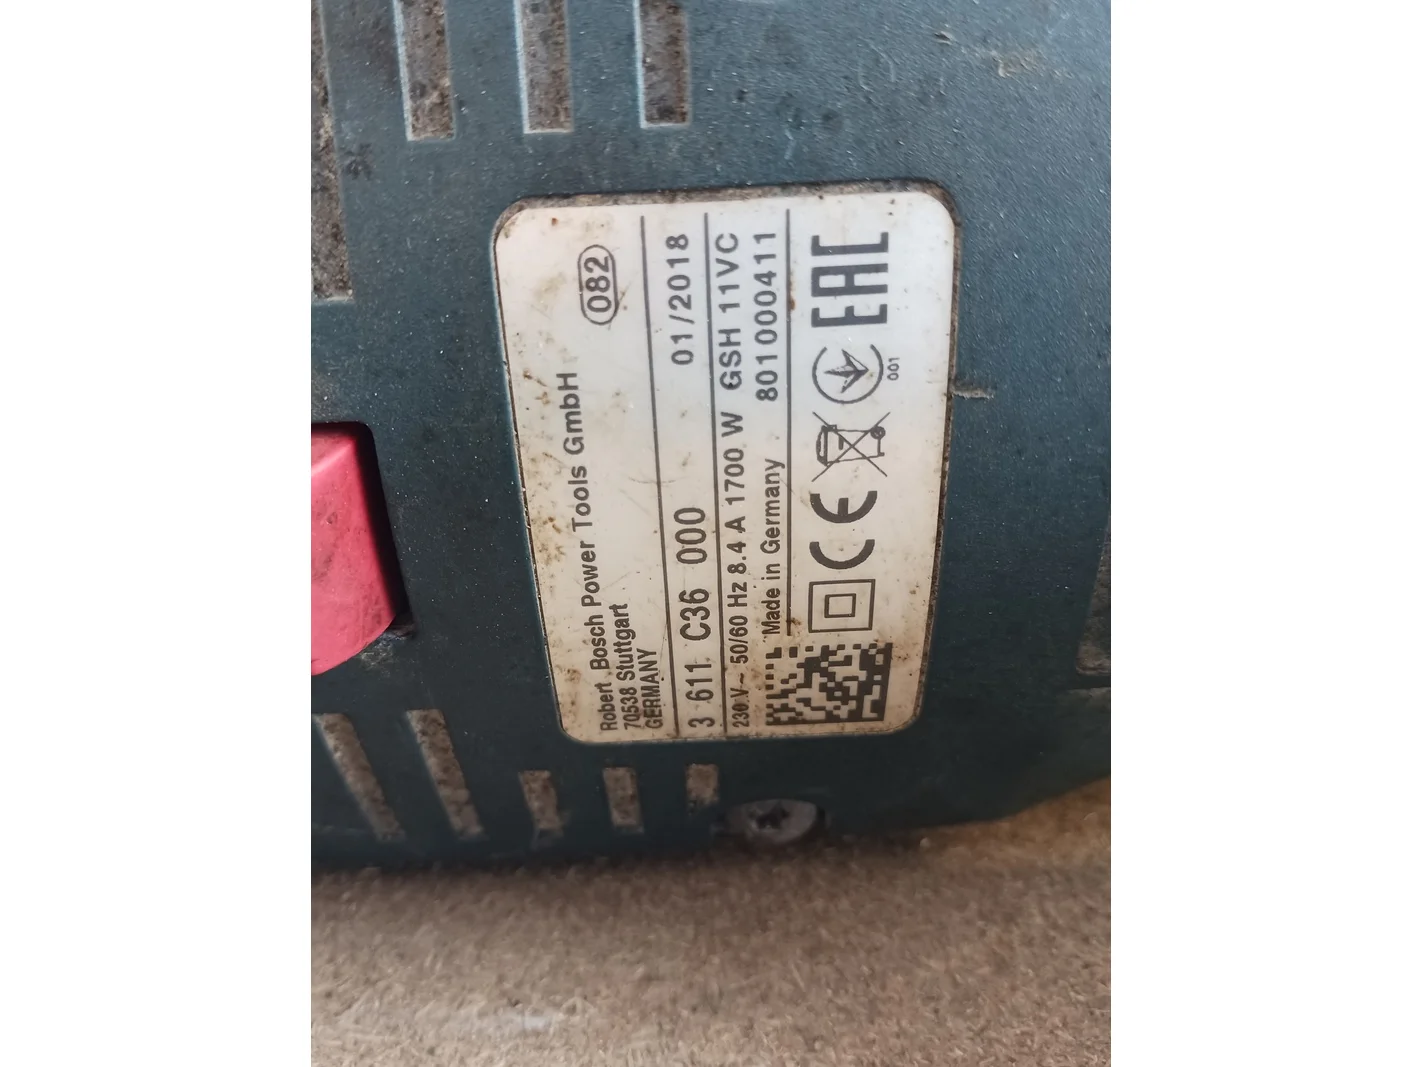 Robert Bosch Power Tools GmbH
70538 Stuttgart
GERMANY
082
3 611 C36 000 01/2018
230 V~ 50/60 Hz 8.4 A 1700 W GSH 11VC
Made in Germany 801000411
CE 001 EAC